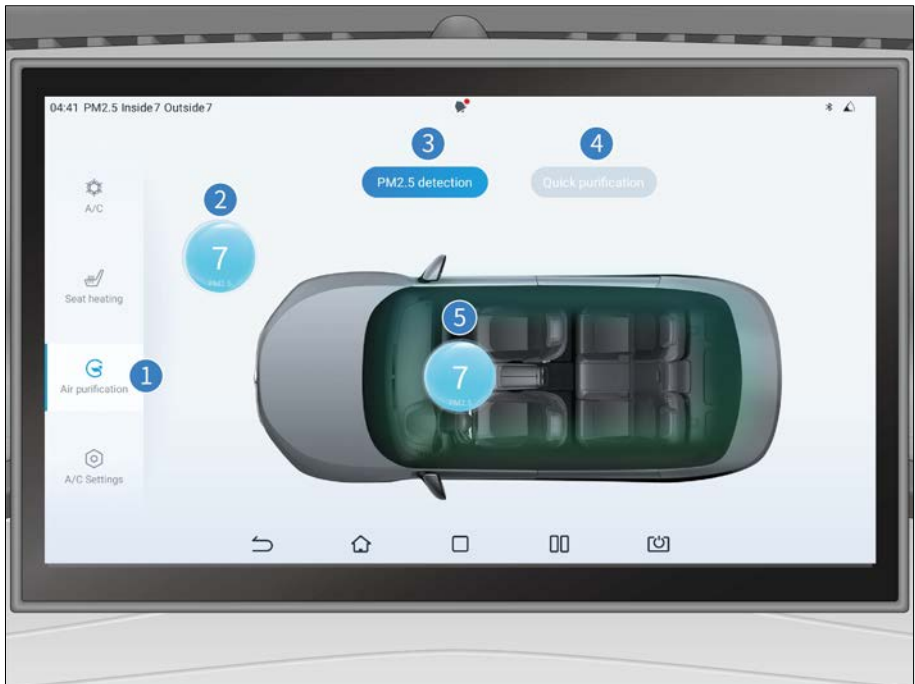 04:41 PM2.5 Inside 7 Outside 7
3
4
PM2.5 detection
Quick purification
A/C
2
7
PM2.5
Seat heating
5
7
PM2.5
1
Air purification
A/C Settings